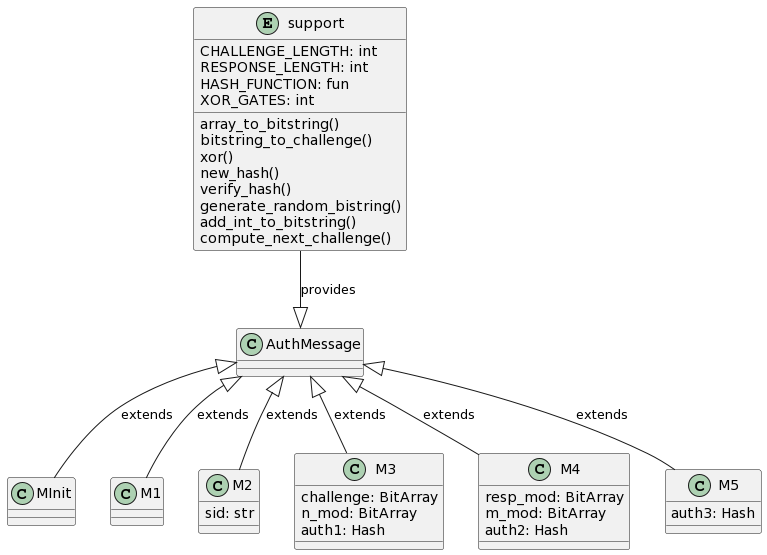 E support
CHALLENGE_LENGTH: int
RESPONSE_LENGTH: int
HASH_FUNCTION: fun
XOR_GATES: int
array_to_bitstring()
bitstring_to_challenge()
xor()
new_hash()
verify_hash()
generate_random_bistring()
add_int_to_bitstring()
compute_next_challenge()
provides
C AuthMessage
extends
extends
extends
extends
extends
extends
C MInit
C M1
C M2
sid: str
C M3
challenge: BitArray
n_mod: BitArray
auth1: Hash
C M4
resp_mod: BitArray
m_mod: BitArray
auth2: Hash
C M5
auth3: Hash